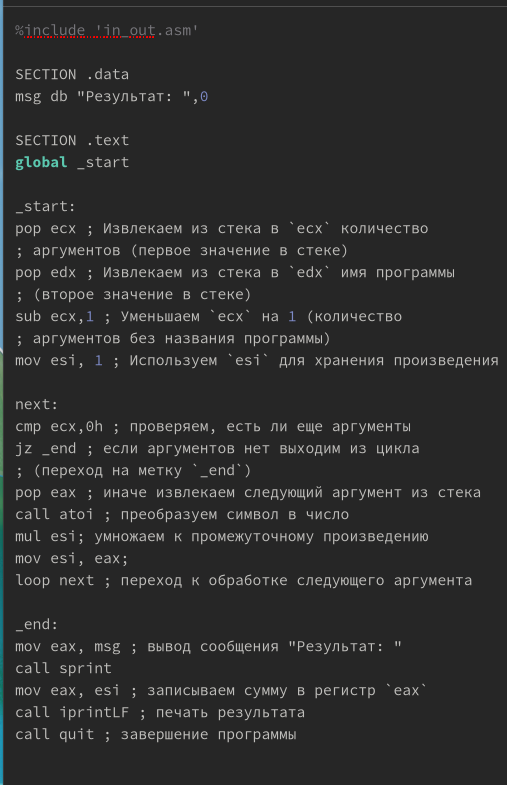 %include 'in_out.asm'
SECTION .data
msg db "Результат: ",0
SECTION .text
global _start
_start:
pop ecx ; Извлекаем из стека в `ecx` количество
; аргументов (первое значение в стеке)
pop edx ; Извлекаем из стека в `edx` имя программы
; (второе значение в стеке)
sub ecx,1 ; Уменьшаем `ecx` на 1 (количество
; аргументов без названия программы)
mov esi, 1 ; Используем `esi` для хранения произведения
next:
cmp ecx,0h ; проверяем, есть ли еще аргументы
jz _end ; если аргументов нет выходим из цикла
; (переход на метку `_end`)
pop eax ; иначе извлекаем следующий аргумент из стека
call atoi ; преобразуем символ в число
mul esi; умножаем к промежуточному произведению
mov esi, eax;
loop next ; переход к обработке следующего аргумента
_end:
mov eax, msg ; вывод сообщения "Результат: "
call sprint
mov eax, esi ; записываем сумму в регистр `eax`
call iprintLF ; печать результата
call quit ; завершение программы